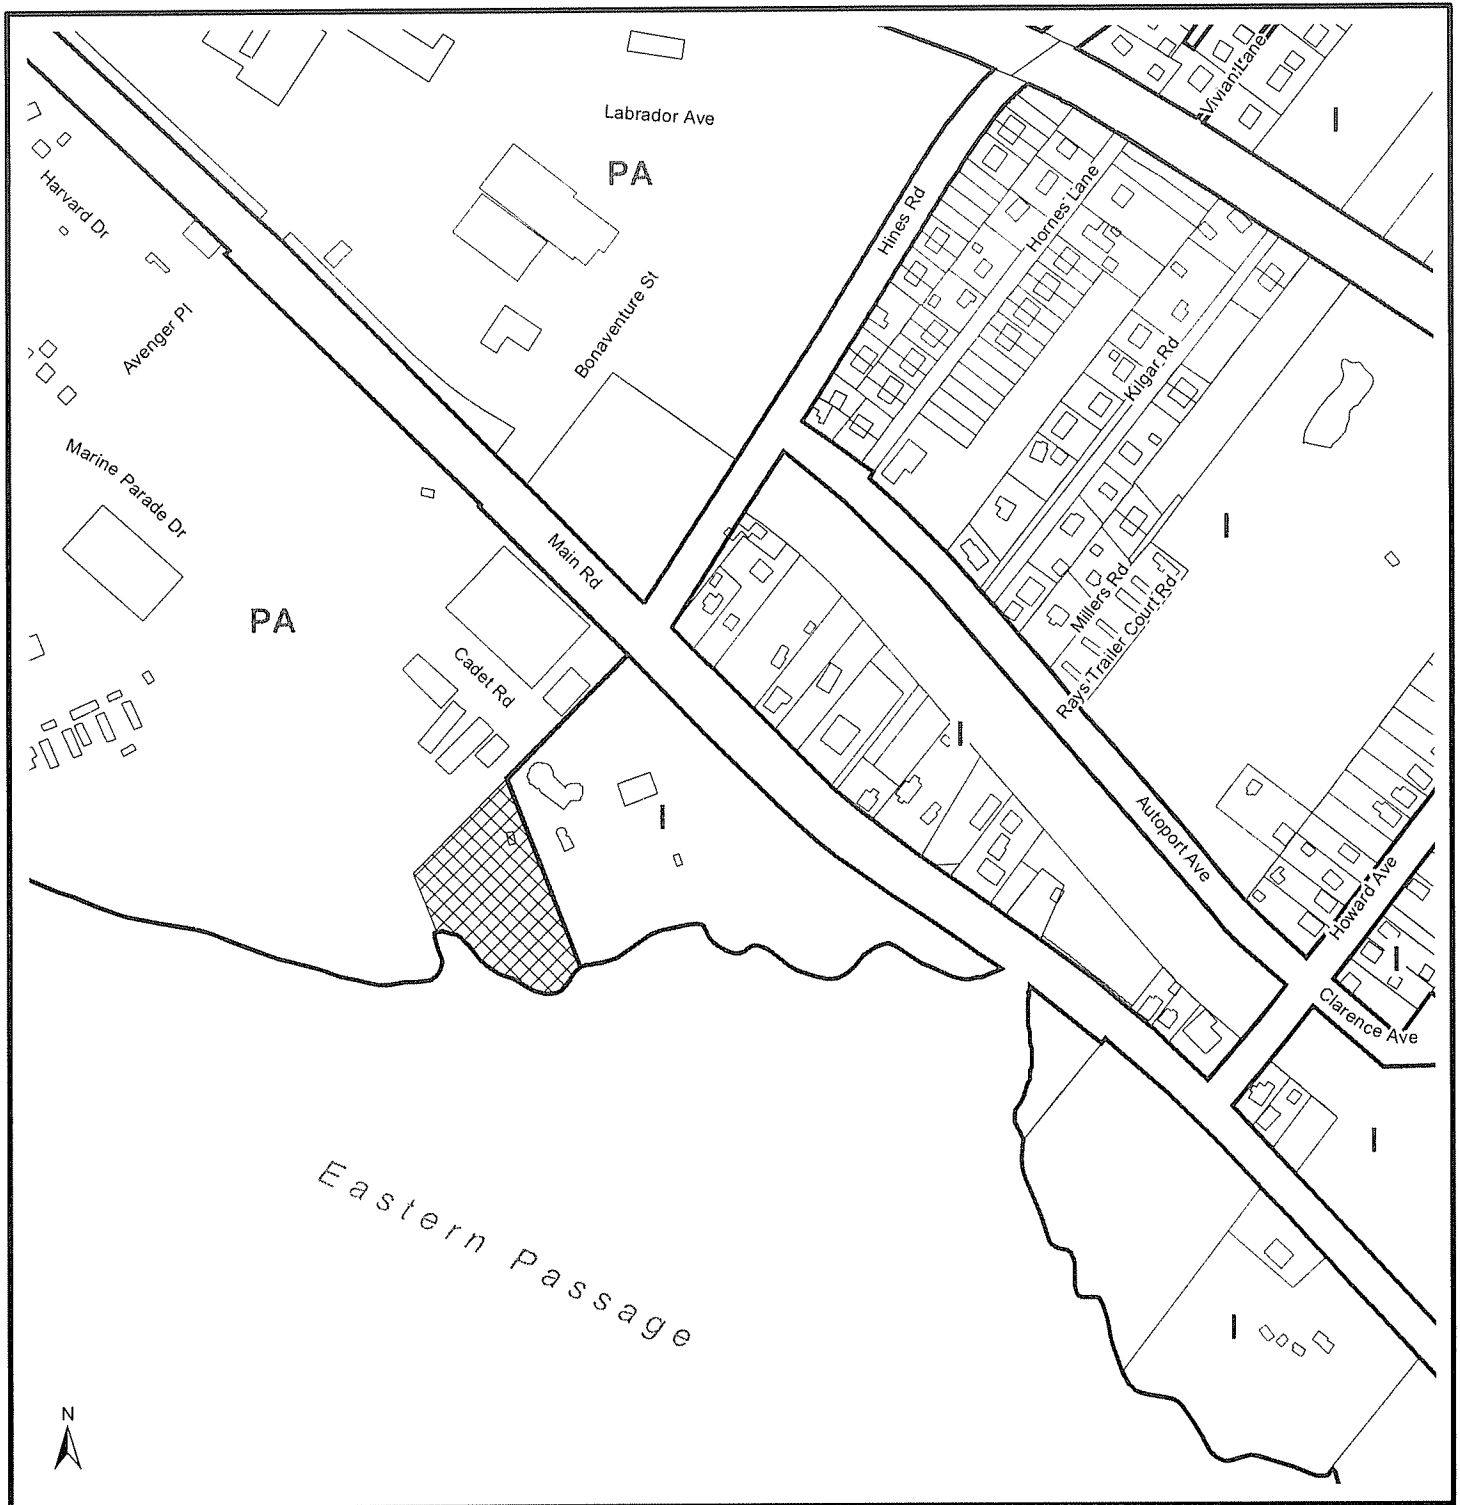 Vivian Lane
Labrador Ave
I
PA
Harvard Dr
Hornes Lane
Hines Rd
Avenger Pl
Bonaventure St
Kilgar Rd
Marine Parade Dr
I
Main Rd
Millers Rd
PA
Rays Trailer Court Rd
Cadet Rd
I
I
Autoport Ave
Howard Ave
I
Clarence Ave
I
Eastern Passage
I
N